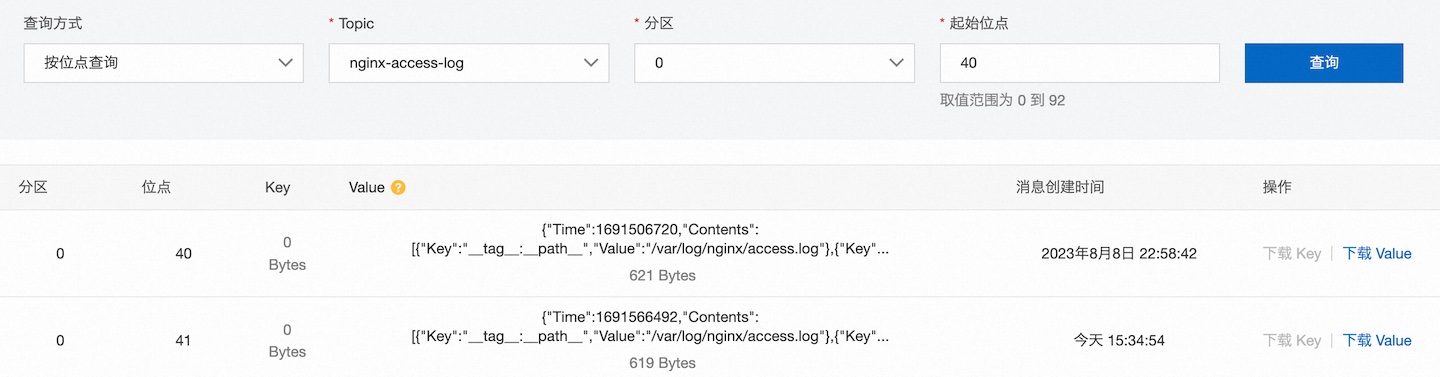 查询方式
* Topic
* 分区
* 起始位点
按位点查询
nginx-access-log
0
40
查询
取值范围为 0 到 92
分区
位点
Key
Value ?
消息创建时间
操作
0
40
0
Bytes
{"Time":1691506720,"Contents":
[{"Key":"__tag__:__path__","Value":"/var/log/nginx/access.log"},{"Key"...
621 Bytes
2023年8月8日 22:58:42
下载 Key | 下载 Value
0
41
0
Bytes
{"Time":1691566492,"Contents":
[{"Key":"__tag__:__path__","Value":"/var/log/nginx/access.log"},{"Key"...
619 Bytes
今天 15:34:54
下载 Key | 下载 Value